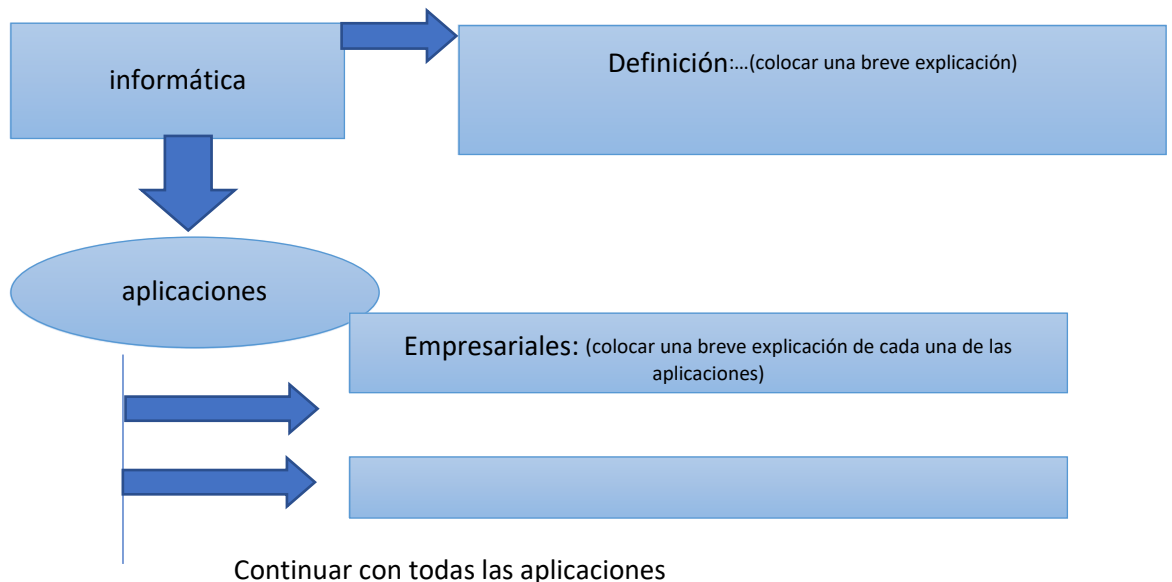 informática
Definición:...(colocar una breve explicación)
aplicaciones
Empresariales: (colocar una breve explicación de cada una de las
aplicaciones)
Continuar con todas las aplicaciones